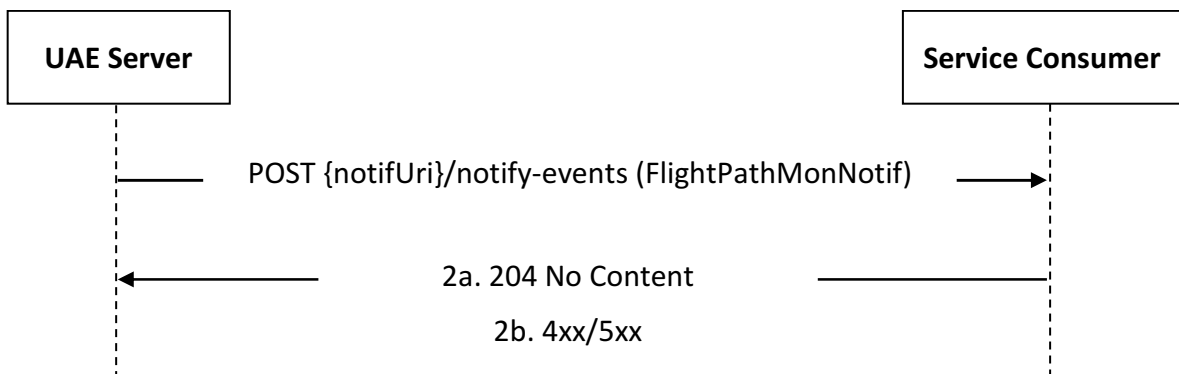 UAE Server
Service Consumer
POST {notifUri}/notify-events (FlightPathMonNotif)
2a. 204 No Content
2b. 4xx/5xx